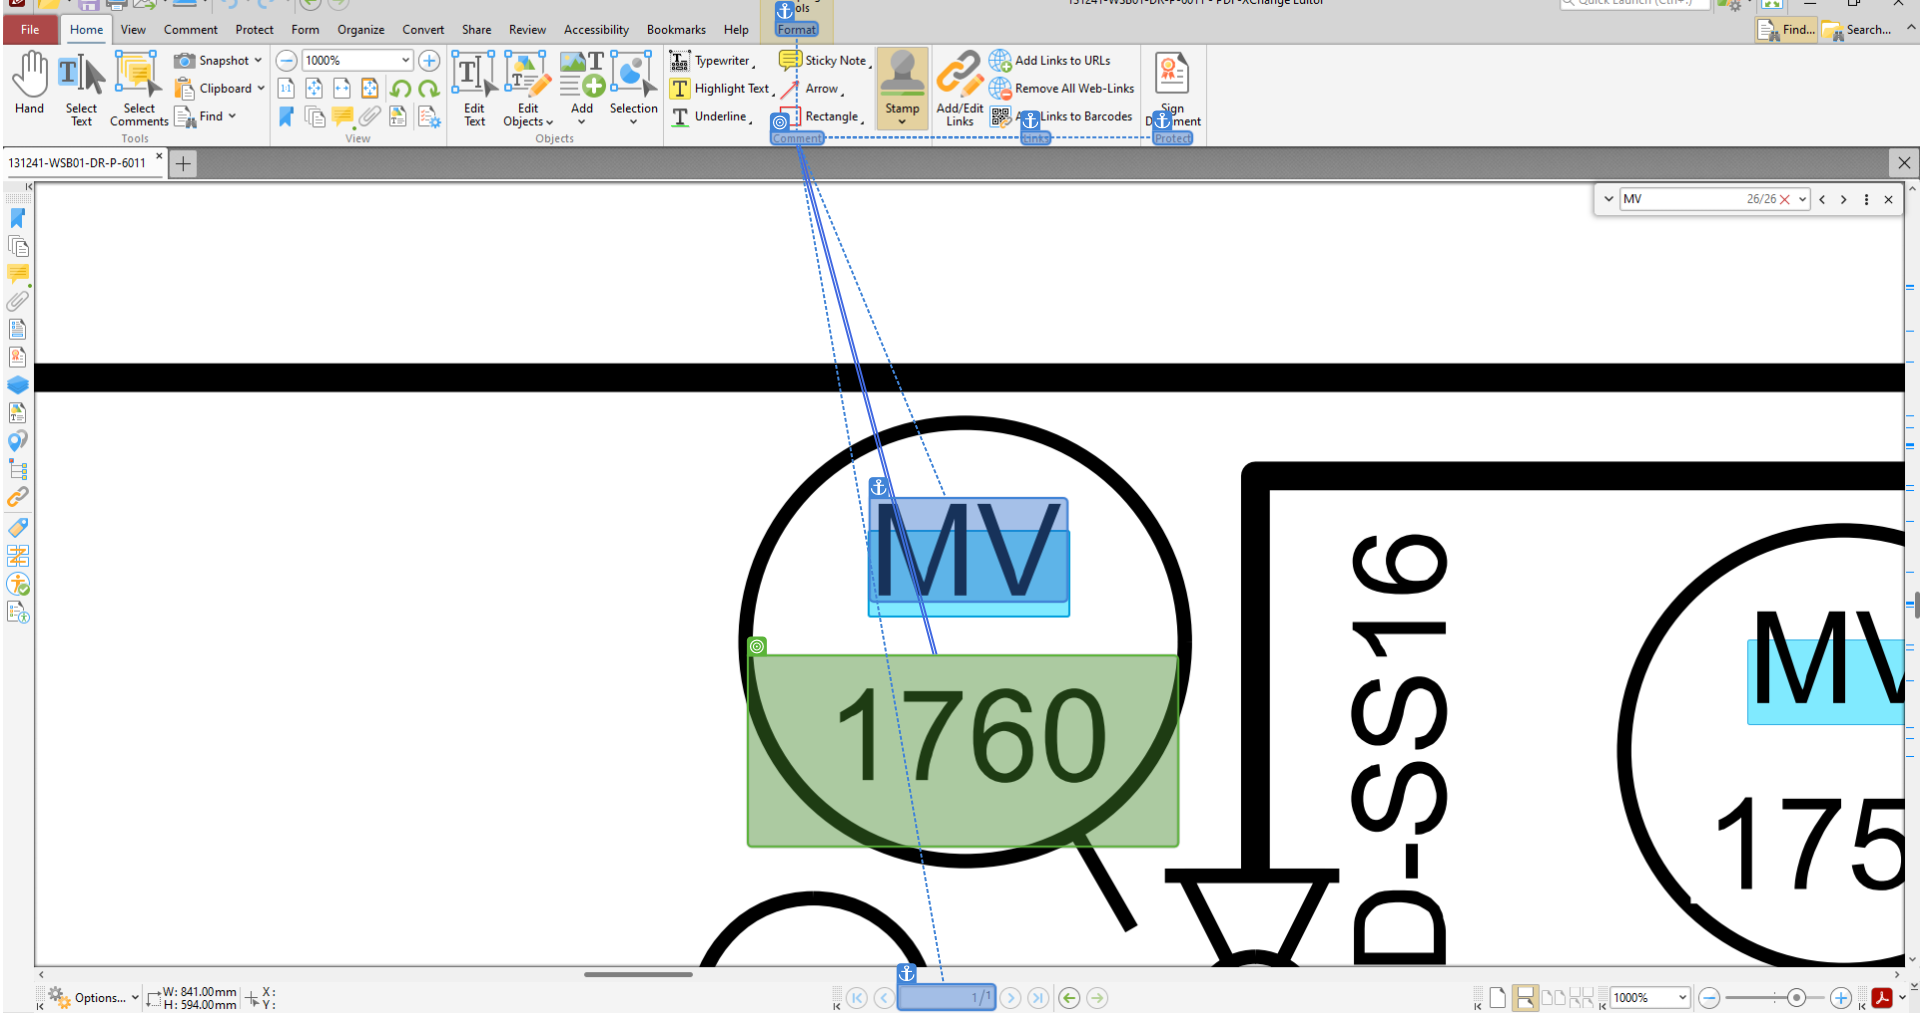 131241-WSB01-DR-P-6011 - PDF-XChange Editor
Quick Launch (Ctrl+.)
File Home View Comment Protect Form Organize Convert Share Review Accessibility Bookmarks Help Format
Find... Search...
Hand
Select Text
Select Comments
Snapshot
Clipboard
Find
Tools
1000%
View
Edit Text
Edit Objects
Add
Selection
Objects
Typewriter
Highlight Text
Underline
Sticky Note
Arrow
Rectangle
Stamp
Comment
Add/Edit Links
Add Links to URLs
Remove All Web-Links
Links to Barcodes
Links
Sign
Protect
131241-WSB01-DR-P-6011
MV 26/26
MV
1760
D-SS16
MV
175
Options...
W: 841.00mm
H: 594.00mm
X:
Y:
1/1
1000%